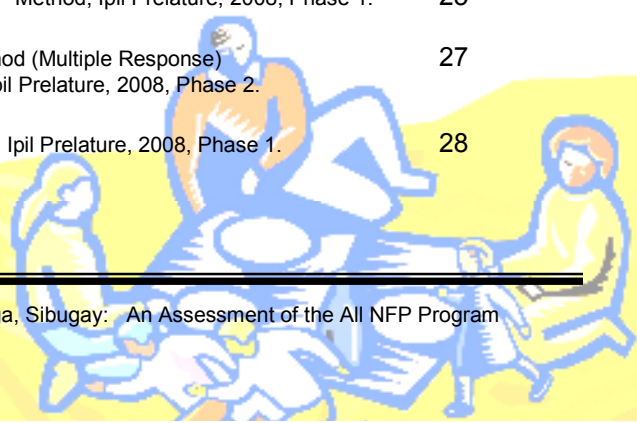 Method, Ipil Prelature, 2008, Phase 1.
od (Multiple Response) 27
il Prelature, 2008, Phase 2.
Ipil Prelature, 2008, Phase 1. 28
a, Sibugay: An Assessment of the All NFP Program